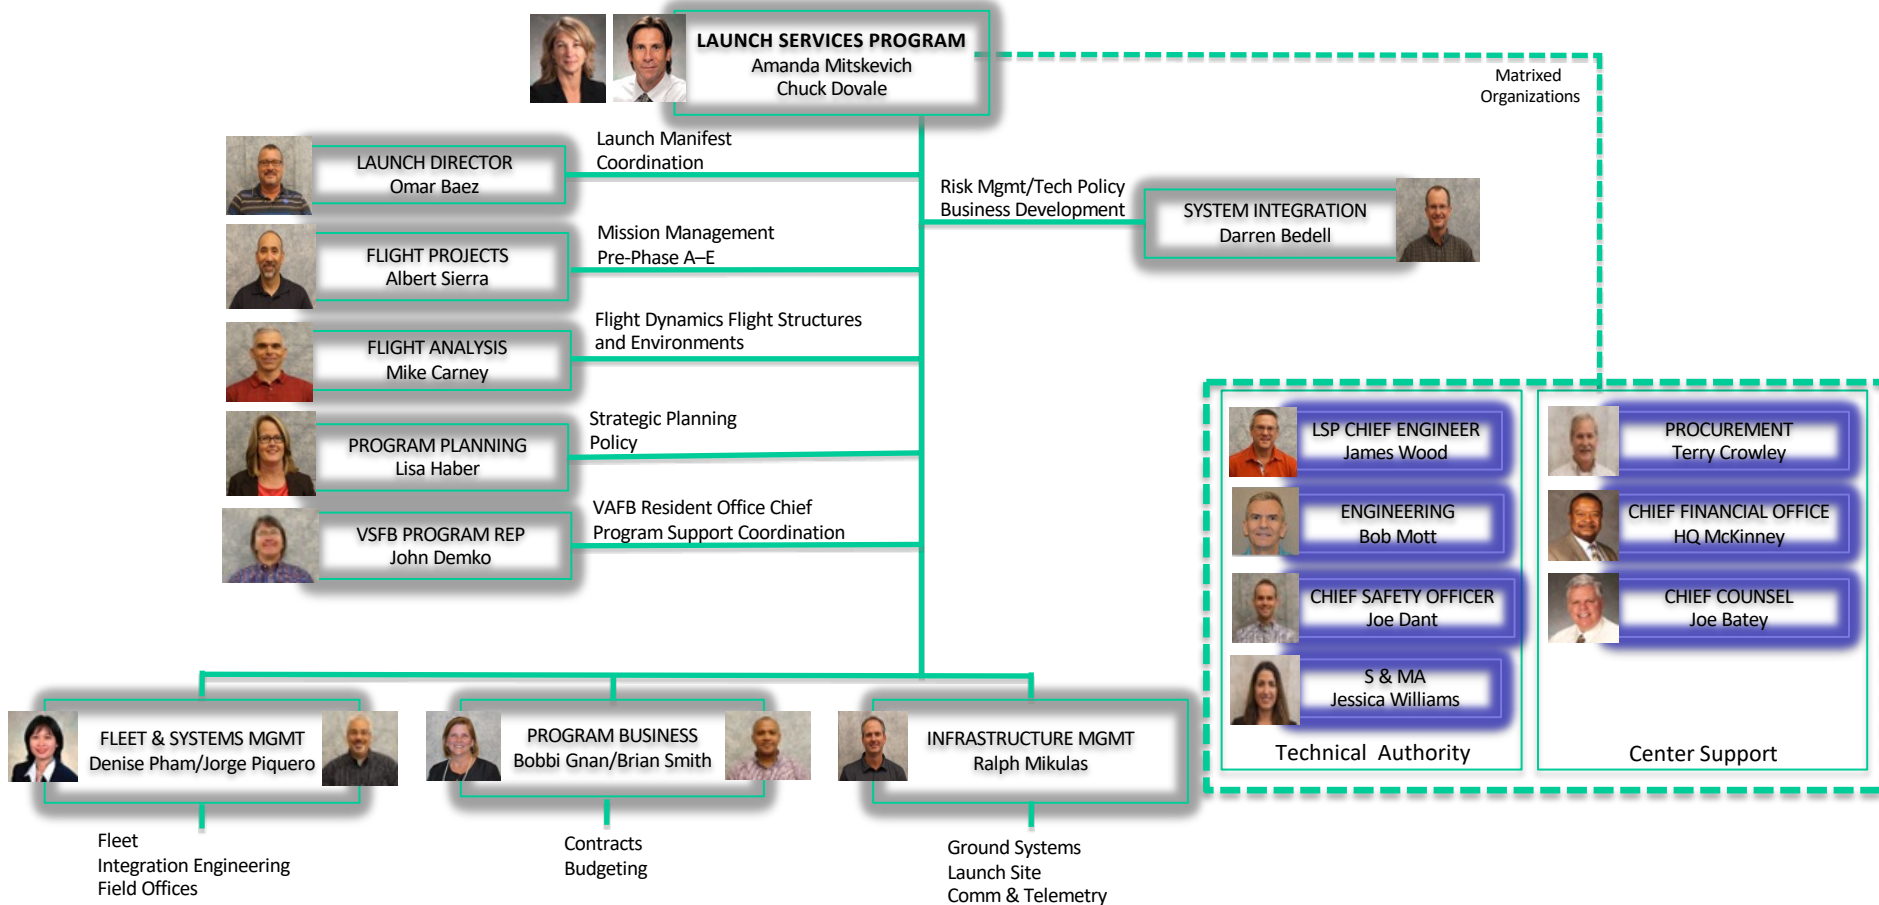 LAUNCH SERVICES PROGRAM
Amanda Mitskevich
Chuck Dovale
Matrixed
Organizations
LAUNCH DIRECTOR
Omar Baez
Launch Manifest
Coordination
Risk Mgmt/Tech Policy
Business Development
SYSTEM INTEGRATION
Darren Bedell
FLIGHT PROJECTS
Albert Sierra
Mission Management
Pre-Phase A–E
FLIGHT ANALYSIS
Mike Carney
Flight Dynamics Flight Structures
and Environments
PROGRAM PLANNING
Lisa Haber
Strategic Planning
Policy
VSFB PROGRAM REP
John Demko
VAFB Resident Office Chief
Program Support Coordination
LSP CHIEF ENGINEER
James Wood
ENGINEERING
Bob Mott
CHIEF SAFETY OFFICER
Joe Dant
S & MA
Jessica Williams
Technical Authority
PROCUREMENT
Terry Crowley
CHIEF FINANCIAL OFFICE
HQ McKinney
CHIEF COUNSEL
Joe Batey
Center Support
FLEET & SYSTEMS MGMT
Denise Pham/Jorge Piquero
Fleet
Integration Engineering
Field Offices
PROGRAM BUSINESS
Bobbi Gnan/Brian Smith
Contracts
Budgeting
INFRASTRUCTURE MGMT
Ralph Mikulas
Ground Systems
Launch Site
Comm & Telemetry